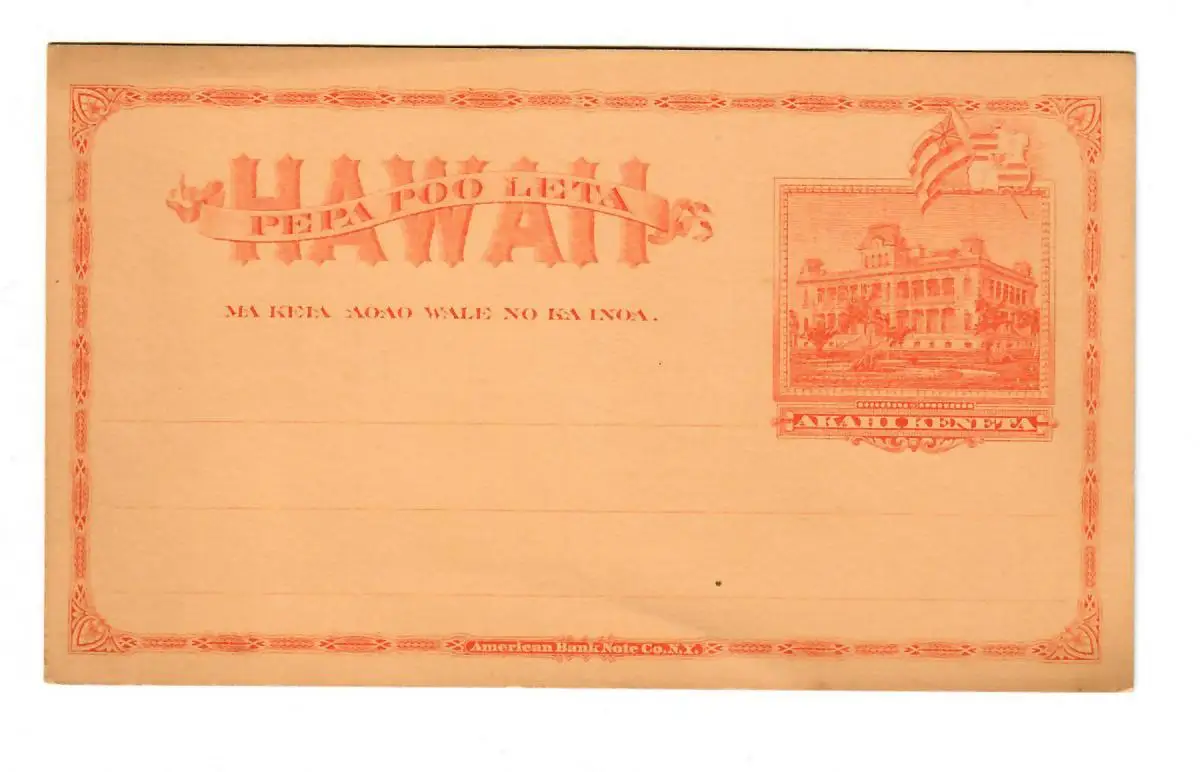 HAWAII
PEPA POO LETA
MA KEIA AOAO WALE NO KA INOA.
AKAHI KENETA
American Bank Note Co. N.Y.